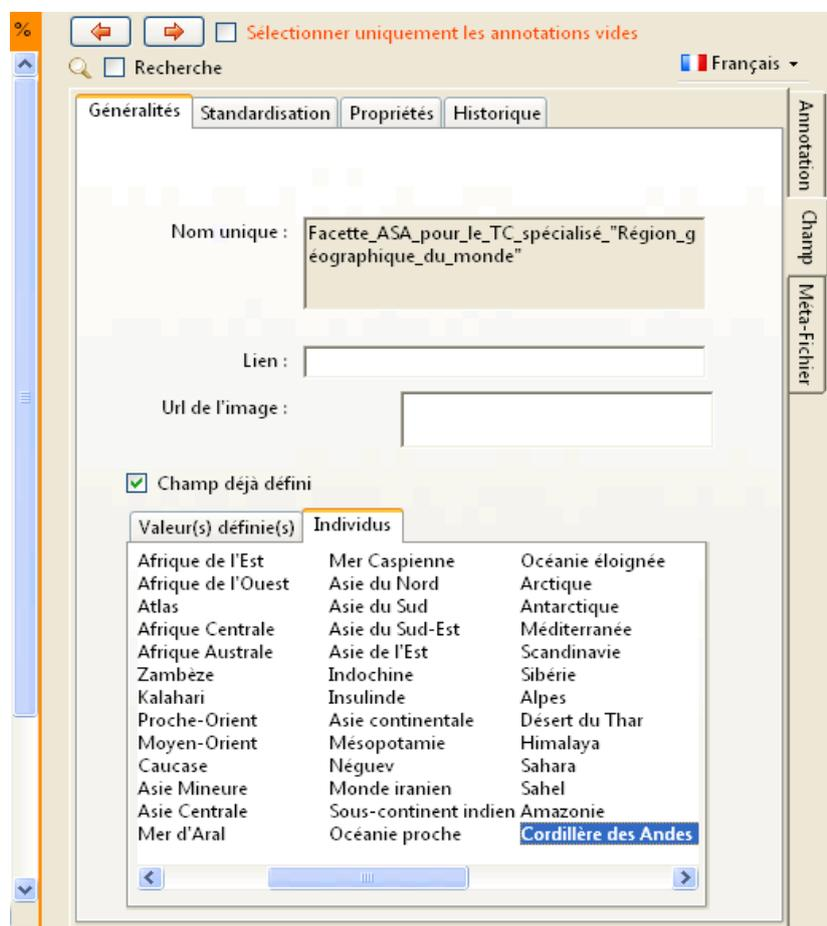 %
Sélectionner uniquement les annotations vides
Recherche
Français
Généralités Standardisation Propriétés Historique
Annotation
Champ
Méta-Fichier
Nom unique : Facette_ASA_pour_le_TC_spécialisé_"Région_g
éographique_du_monde"
Lien :
Url de l'image :
Champ déjà défini
Valeur(s) définie(s) Individus
Afrique de l'Est Mer Caspienne Océanie éloignée
Afrique de l'Ouest Asie du Nord Arctique
Atlas Asie du Sud Antarctique
Afrique Centrale Asie du Sud-Est Méditerranée
Afrique Australe Asie de l'Est Scandinavie
Zambèze Indochine Sibérie
Kalahari Insulinde Alpes
Proche-Orient Asie continentale Désert du Thar
Moyen-Orient Mésopotamie Himalaya
Caucase Néguev Sahara
Asie Mineure Monde iranien Sahel
Asie Centrale Sous-continent indien Amazonie
Mer d'Aral Océanie proche Cordillère des Andes